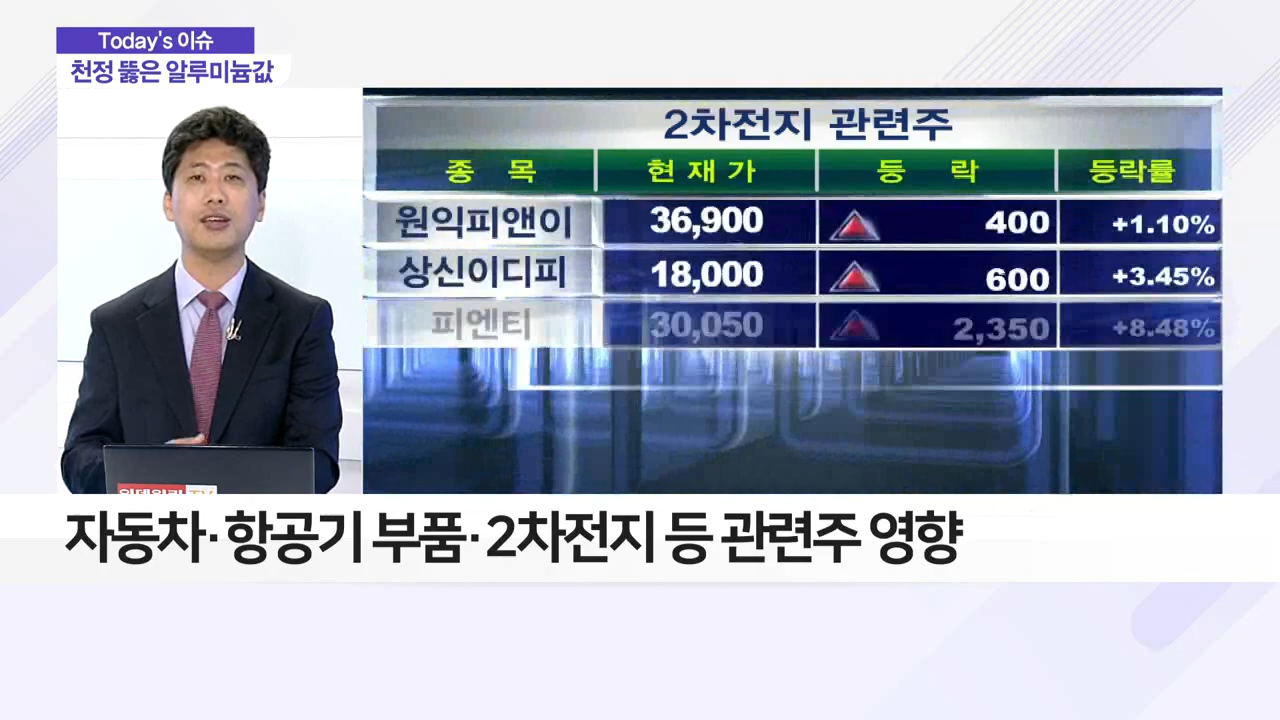 Today's 이슈
천정 뚫은 알루미늄값
2차전지 관련주
종 목 현 재 가 등 락 등락률
원익피앤이 36,900 400 +1.10%
상신이디피 18,000 600 +3.45%
피엔티 30,050 2,350 +8.48%
자동차·항공기 부품·2차전지 등 관련주 영향